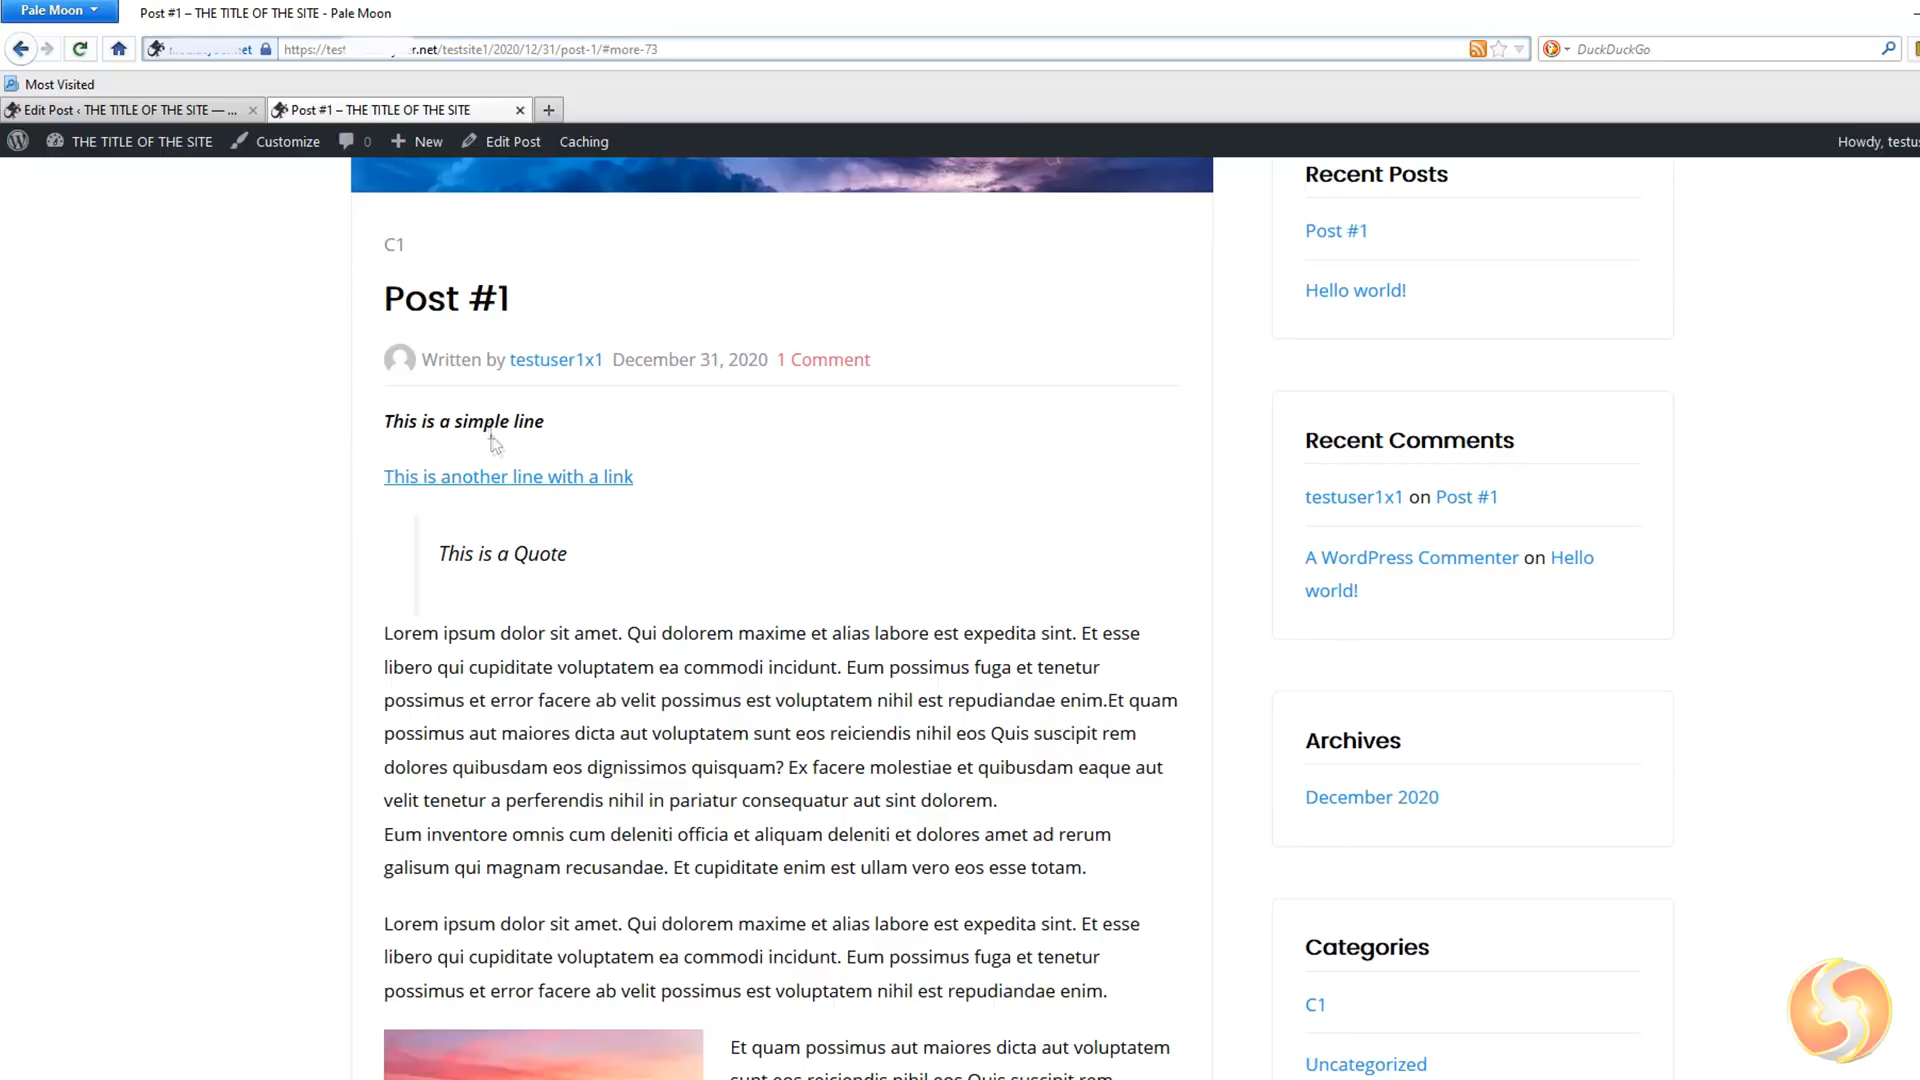 Pale Moon
Post #1 – THE TITLE OF THE SITE - Pale Moon
https://test
r.net/testsite1/2020/12/31/post-1/#more-73
DuckDuckGo
Most Visited
Edit Post ‹ THE TITLE OF THE SITE — ...
Post #1 – THE TITLE OF THE SITE
THE TITLE OF THE SITE
Customize
0
New
Edit Post
Caching
Howdy, testu
C1
Post #1
Written by testuser1x1 December 31, 2020 1 Comment
This is a simple line
This is another line with a link
This is a Quote
Lorem ipsum dolor sit amet. Qui dolorem maxime et alias labore est expedita sint. Et esse
libero qui cupiditate voluptatem ea commodi incidunt. Eum possimus fuga et tenetur
possimus et error facere ab velit possimus est voluptatem nihil est repudiandae enim.Et quam
possimus aut maiores dicta aut voluptatem sunt eos reiciendis nihil eos Quis suscipit rem
dolores quibusdam eos dignissimos quisquam? Ex facere molestiae et quibusdam eaque aut
velit tenetur a perferendis nihil in pariatur consequatur aut sint dolorem.
Eum inventore omnis cum deleniti officia et aliquam deleniti et dolores amet ad rerum
galisum qui magnam recusandae. Et cupiditate enim est ullam vero eos esse totam.
Lorem ipsum dolor sit amet. Qui dolorem maxime et alias labore est expedita sint. Et esse
libero qui cupiditate voluptatem ea commodi incidunt. Eum possimus fuga et tenetur
possimus et error facere ab velit possimus est voluptatem nihil est repudiandae enim.
Et quam possimus aut maiores dicta aut voluptatem
sunt eos reiciendis nihil eos Quis suscipit rem
Recent Posts
Post #1
Hello world!
Recent Comments
testuser1x1 on Post #1
A WordPress Commenter on Hello
world!
Archives
December 2020
Categories
C1
Uncategorized